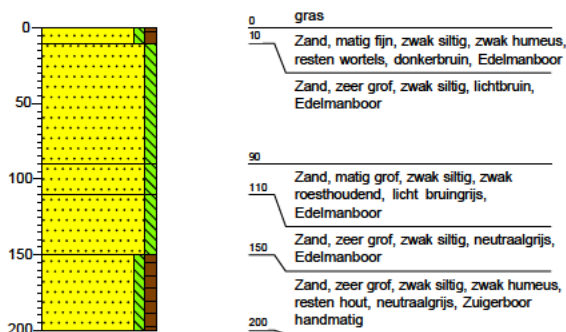 0
50
100
150
200
0 gras
10 Zand, matig fijn, zwak siltig, zwak humeus,
resten wortels, donkerbruin, Edelmanboor
Zand, zeer grof, zwak siltig, lichtbruin,
Edelmanboor
90
Zand, matig grof, zwak siltig, zwak
110 roesthoudend, licht bruingrijs,
Edelmanboor
Zand, zeer grof, zwak siltig, neutraalgrijs,
150 Edelmanboor
Zand, zeer grof, zwak siltig, zwak humeus,
resten hout, neutraalgrijs, Zuigerboor
200 handmatig